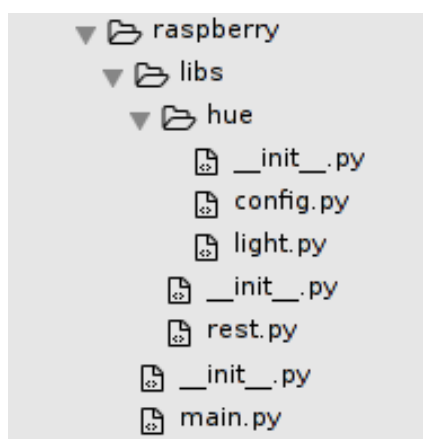 raspberry
libs
hue
__init__.py
config.py
light.py
__init__.py
rest.py
__init__.py
main.py